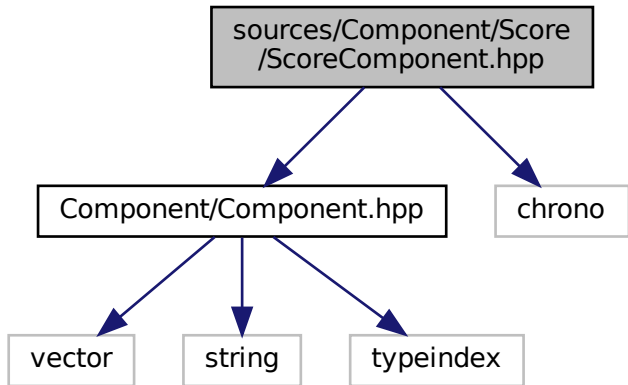 sources/Component/Score
/ScoreComponent.hpp
Component/Component.hpp
chrono
vector
string
typeindex